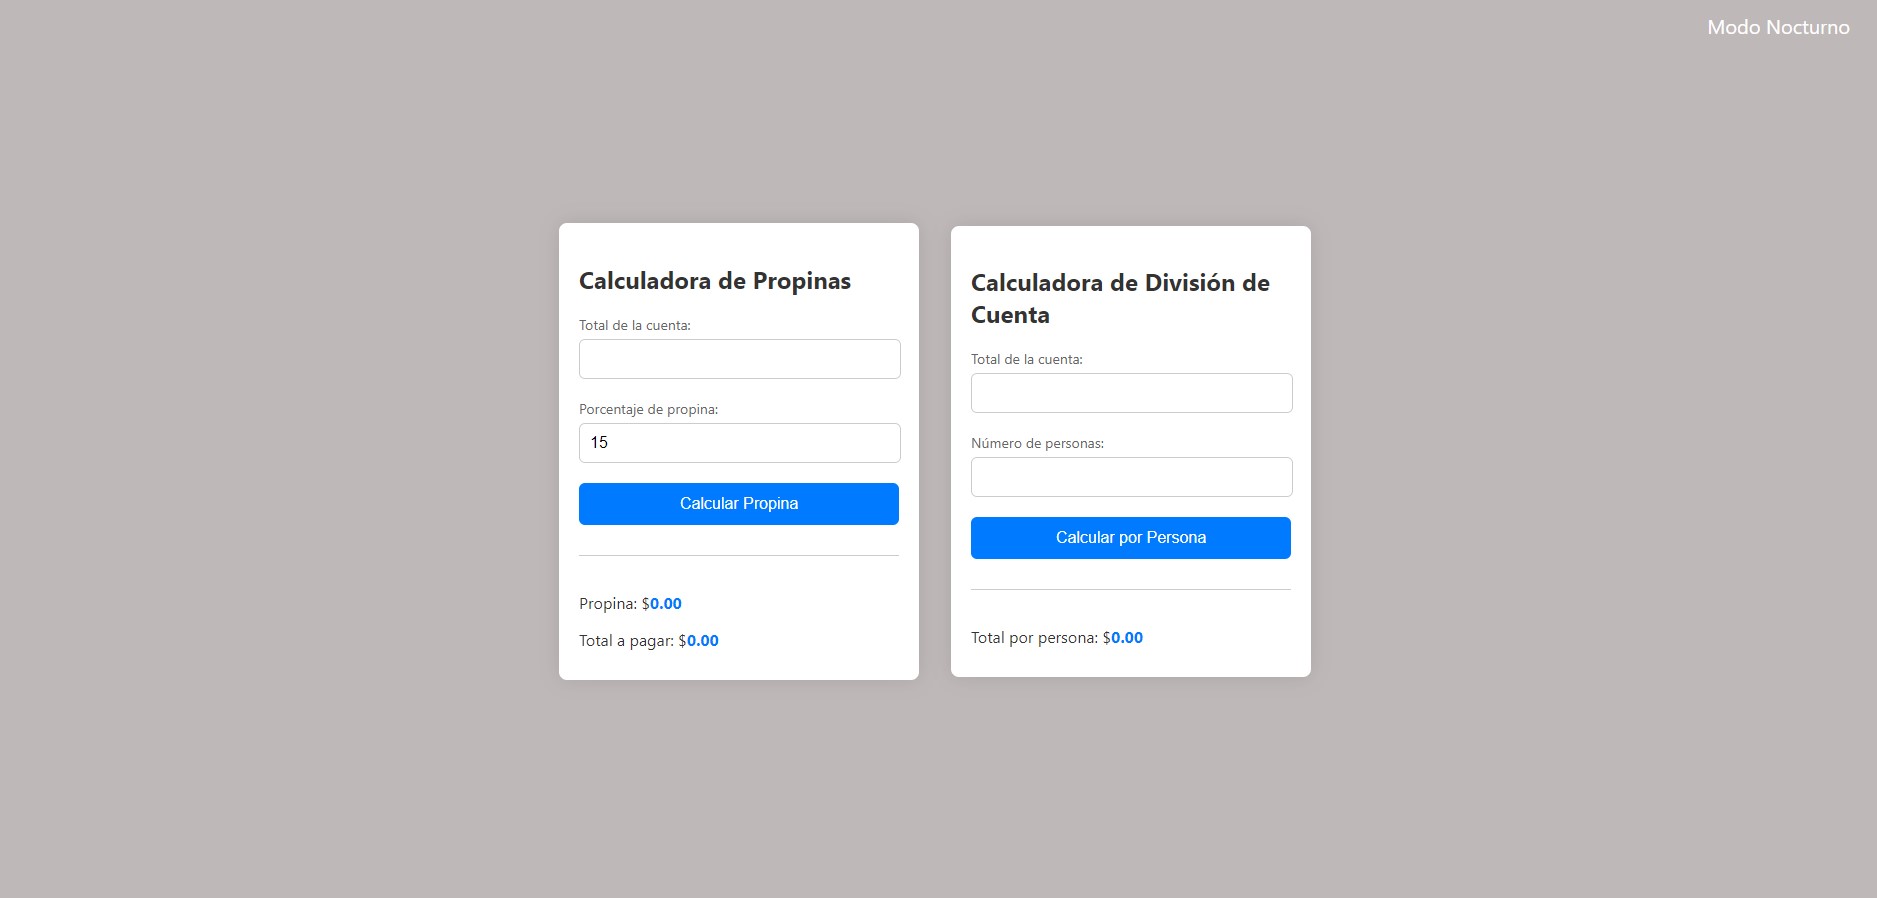 Modo Nocturno
Calculadora de Propinas
Total de la cuenta:
Porcentaje de propina:
15
Calcular Propina
Propina: $0.00
Total a pagar: $0.00
Calculadora de División de
Cuenta
Total de la cuenta:
Número de personas:
Calcular por Persona
Total por persona: $0.00